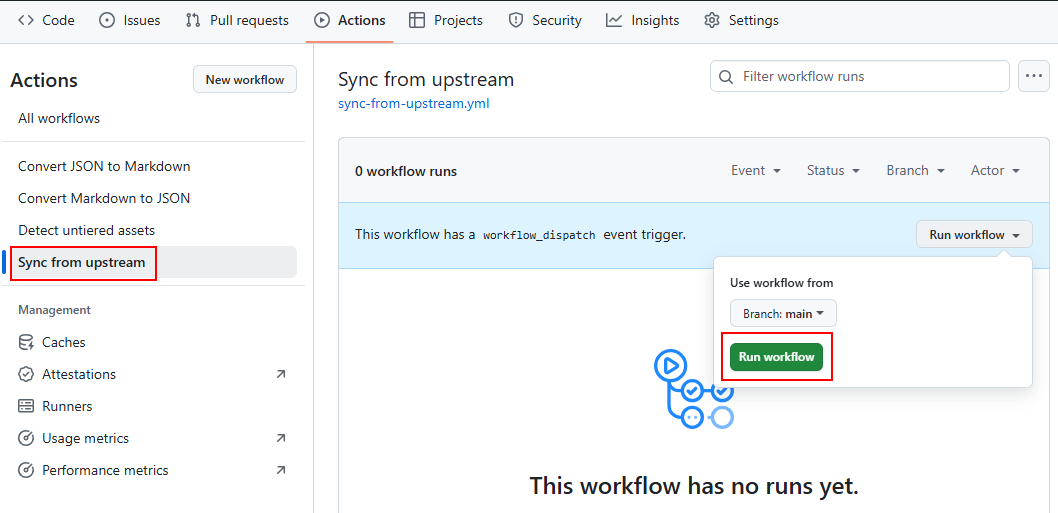 Code Issues Pull requests Actions Projects Security Insights Settings
Actions New workflow
All workflows
Convert JSON to Markdown
Convert Markdown to JSON
Detect untiered assets
Sync from upstream
Management
Caches
Attestations
Runners
Usage metrics
Performance metrics
Sync from upstream
sync-from-upstream.yml
Filter workflow runs
0 workflow runs Event Status Branch Actor
This workflow has a workflow_dispatch event trigger. Run workflow
Use workflow from
Branch: main
Run workflow
This workflow has no runs yet.